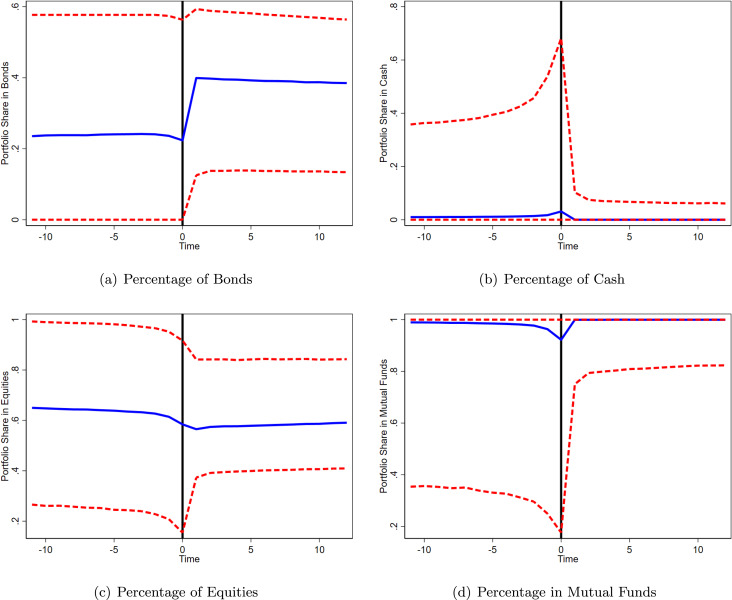 Portfolio Share in Bonds
.6
.4
.2
0
-10 -5 0 5 10
Time
(a) Percentage of Bonds
Portfolio Share in Cash
.8
.6
.4
.2
0
-10 -5 0 5 10
Time
(b) Percentage of Cash
Portfolio Share in Equities
1
.8
.6
.4
.2
-10 -5 0 5 10
Time
(c) Percentage of Equities
Portfolio Share in Mutual Funds
1
.8
.6
.4
.2
-10 -5 0 5 10
Time
(d) Percentage in Mutual Funds